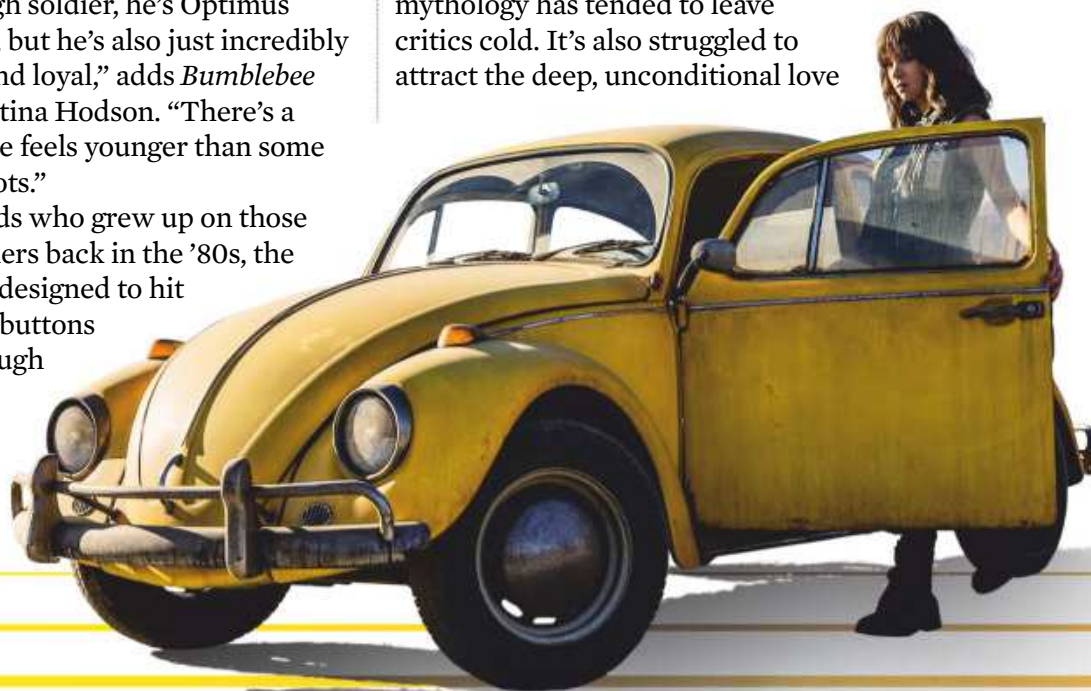 gh soldier, he's Optimus
but he's also just incredibly
nd loyal,” adds Bumblebee
tina Hodson. “There's a
e feels younger than some
ots.”
ds who grew up on those
ers back in the ’80s, the
designed to hit
buttons
ugh
mythology has tended to leave
critics cold. It’s also struggled to
attract the deep, unconditional love